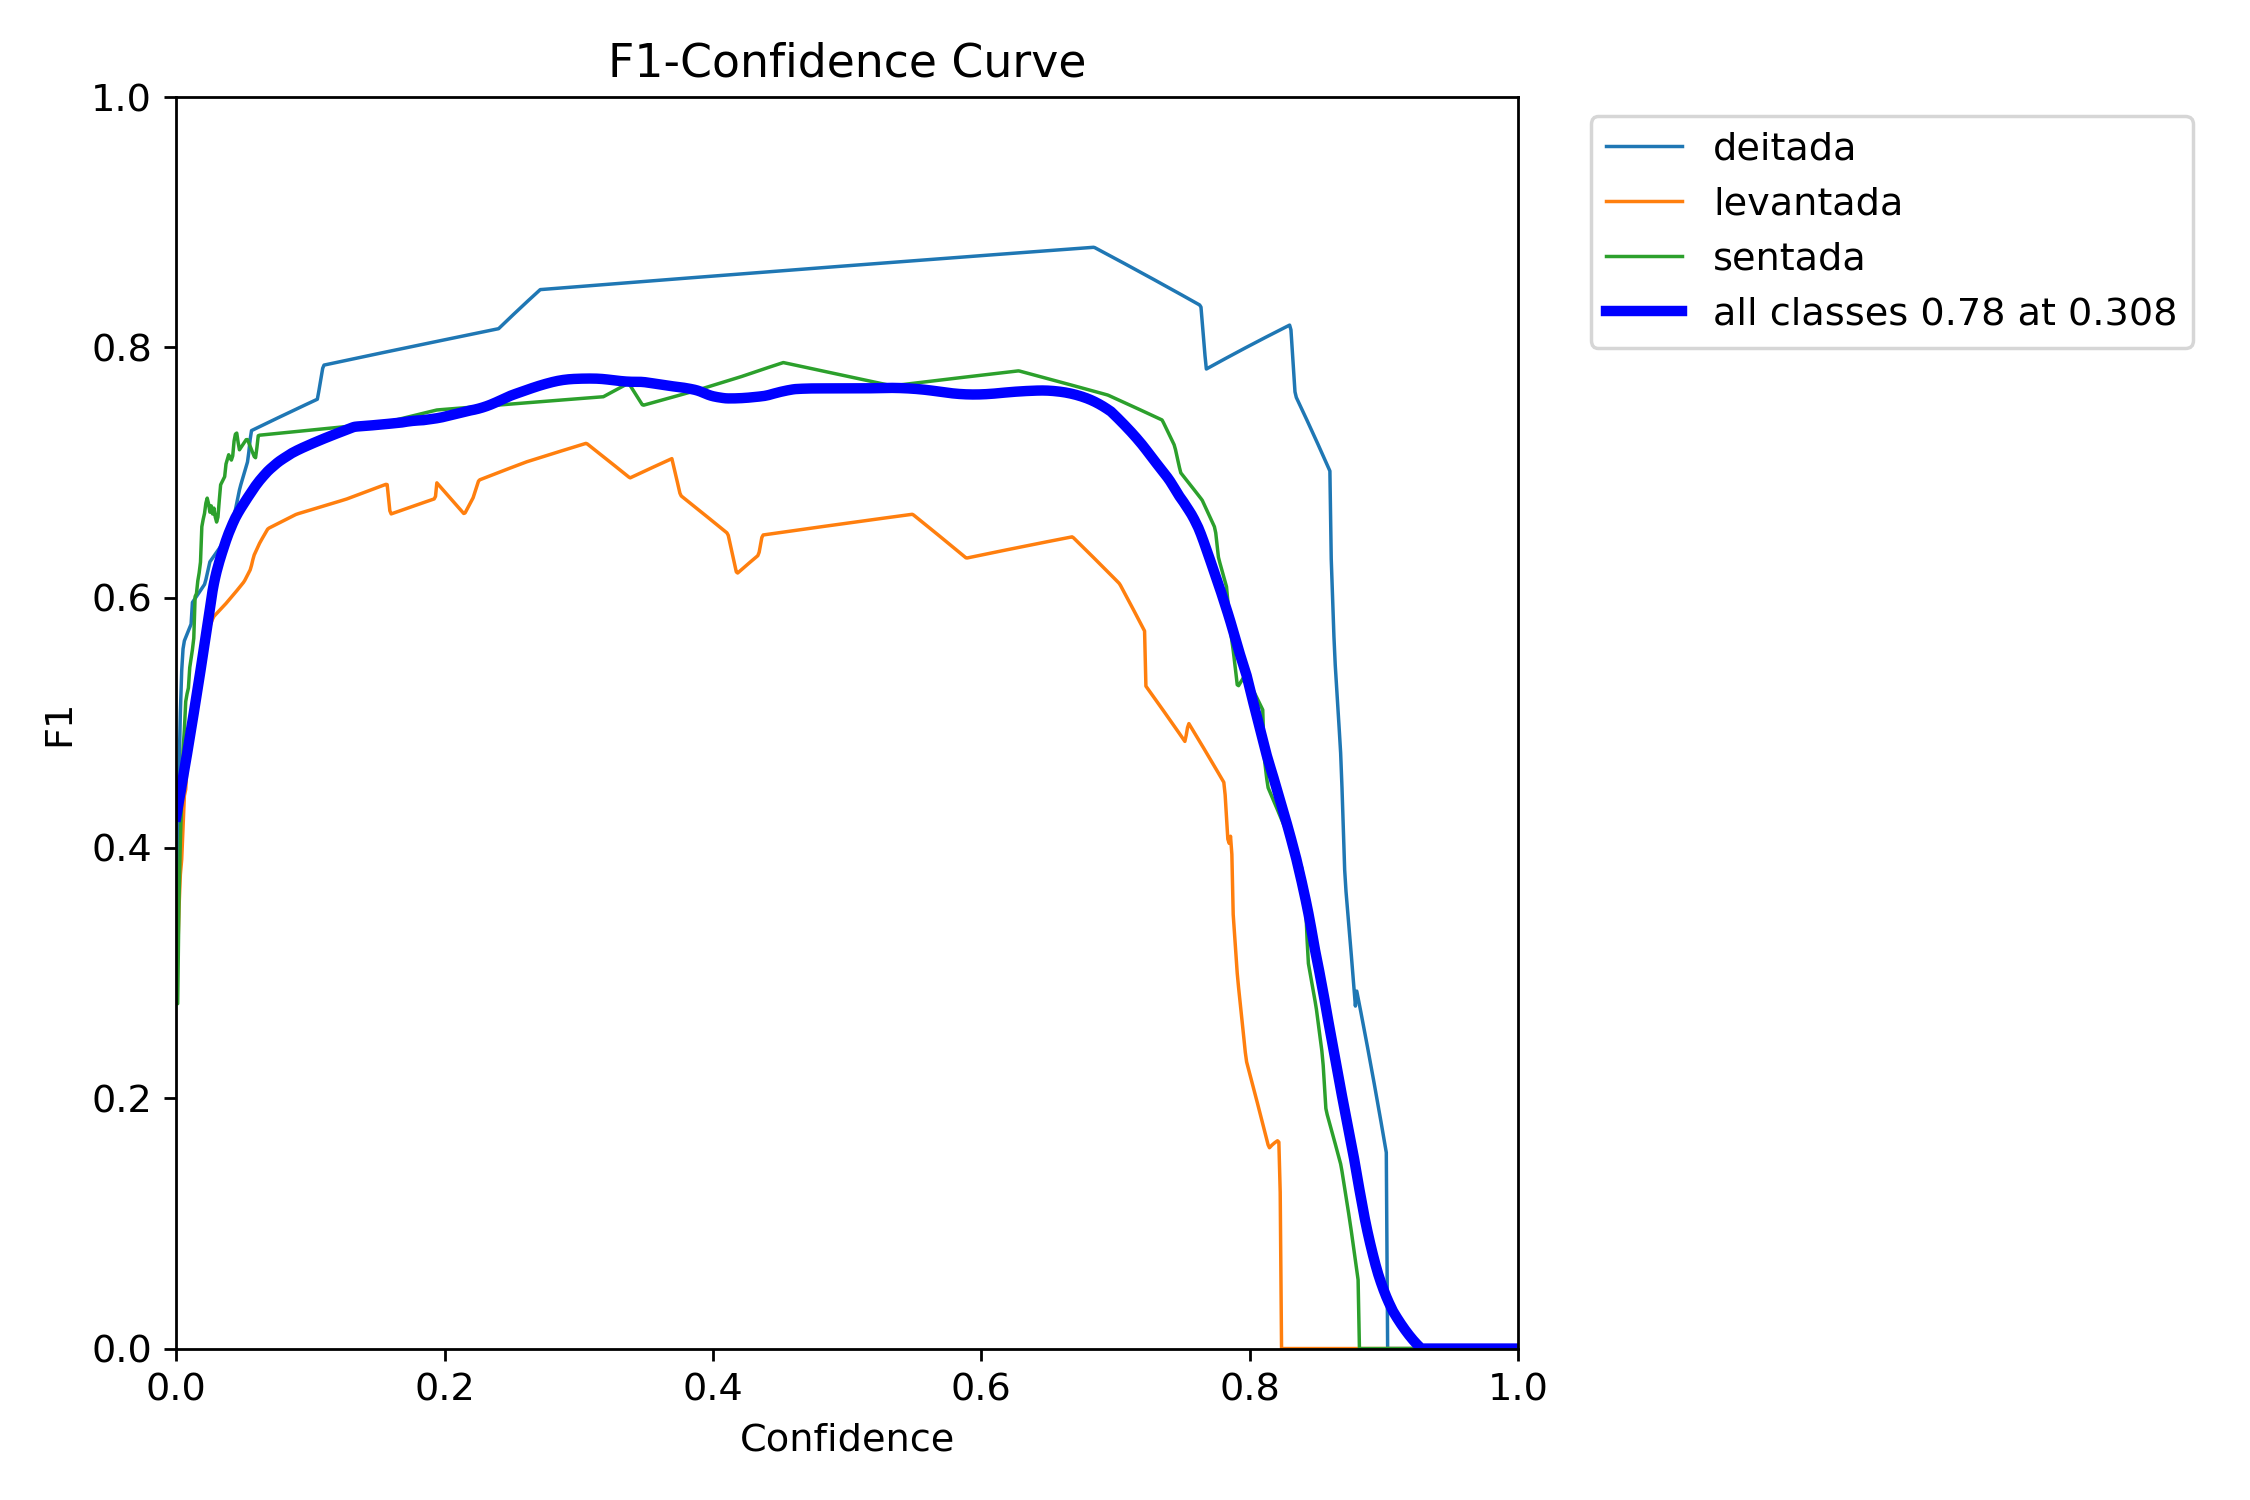 F1-Confidence Curve
1.0
0.8
0.6
0.4
0.2
0.0
F1
0.0 0.2 0.4 0.6 0.8 1.0
Confidence
deitada
levantada
sentada
all classes 0.78 at 0.308